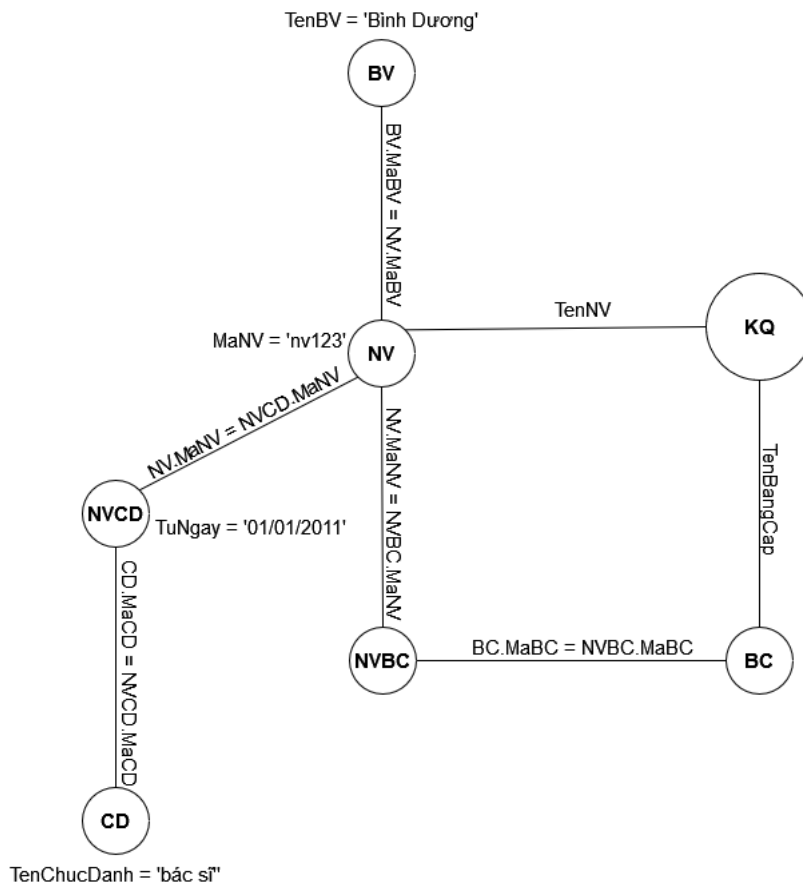 TenBV = 'Bình Dương'
BV
BV.MaBV = NV.MaBV
TenNV
KQ
MaNV = 'nv123'
NV
NV.MaNV = NVCD.MaNV
NV.MaNV = NVBC.MaNV
TenBangCap
NVCD
TuNgay = '01/01/2011'
CD.MaCD = NVCD.MaCD
NVBC
BC.MaBC = NVBC.MaBC
BC
CD
TenChucDanh = 'bác sĩ''